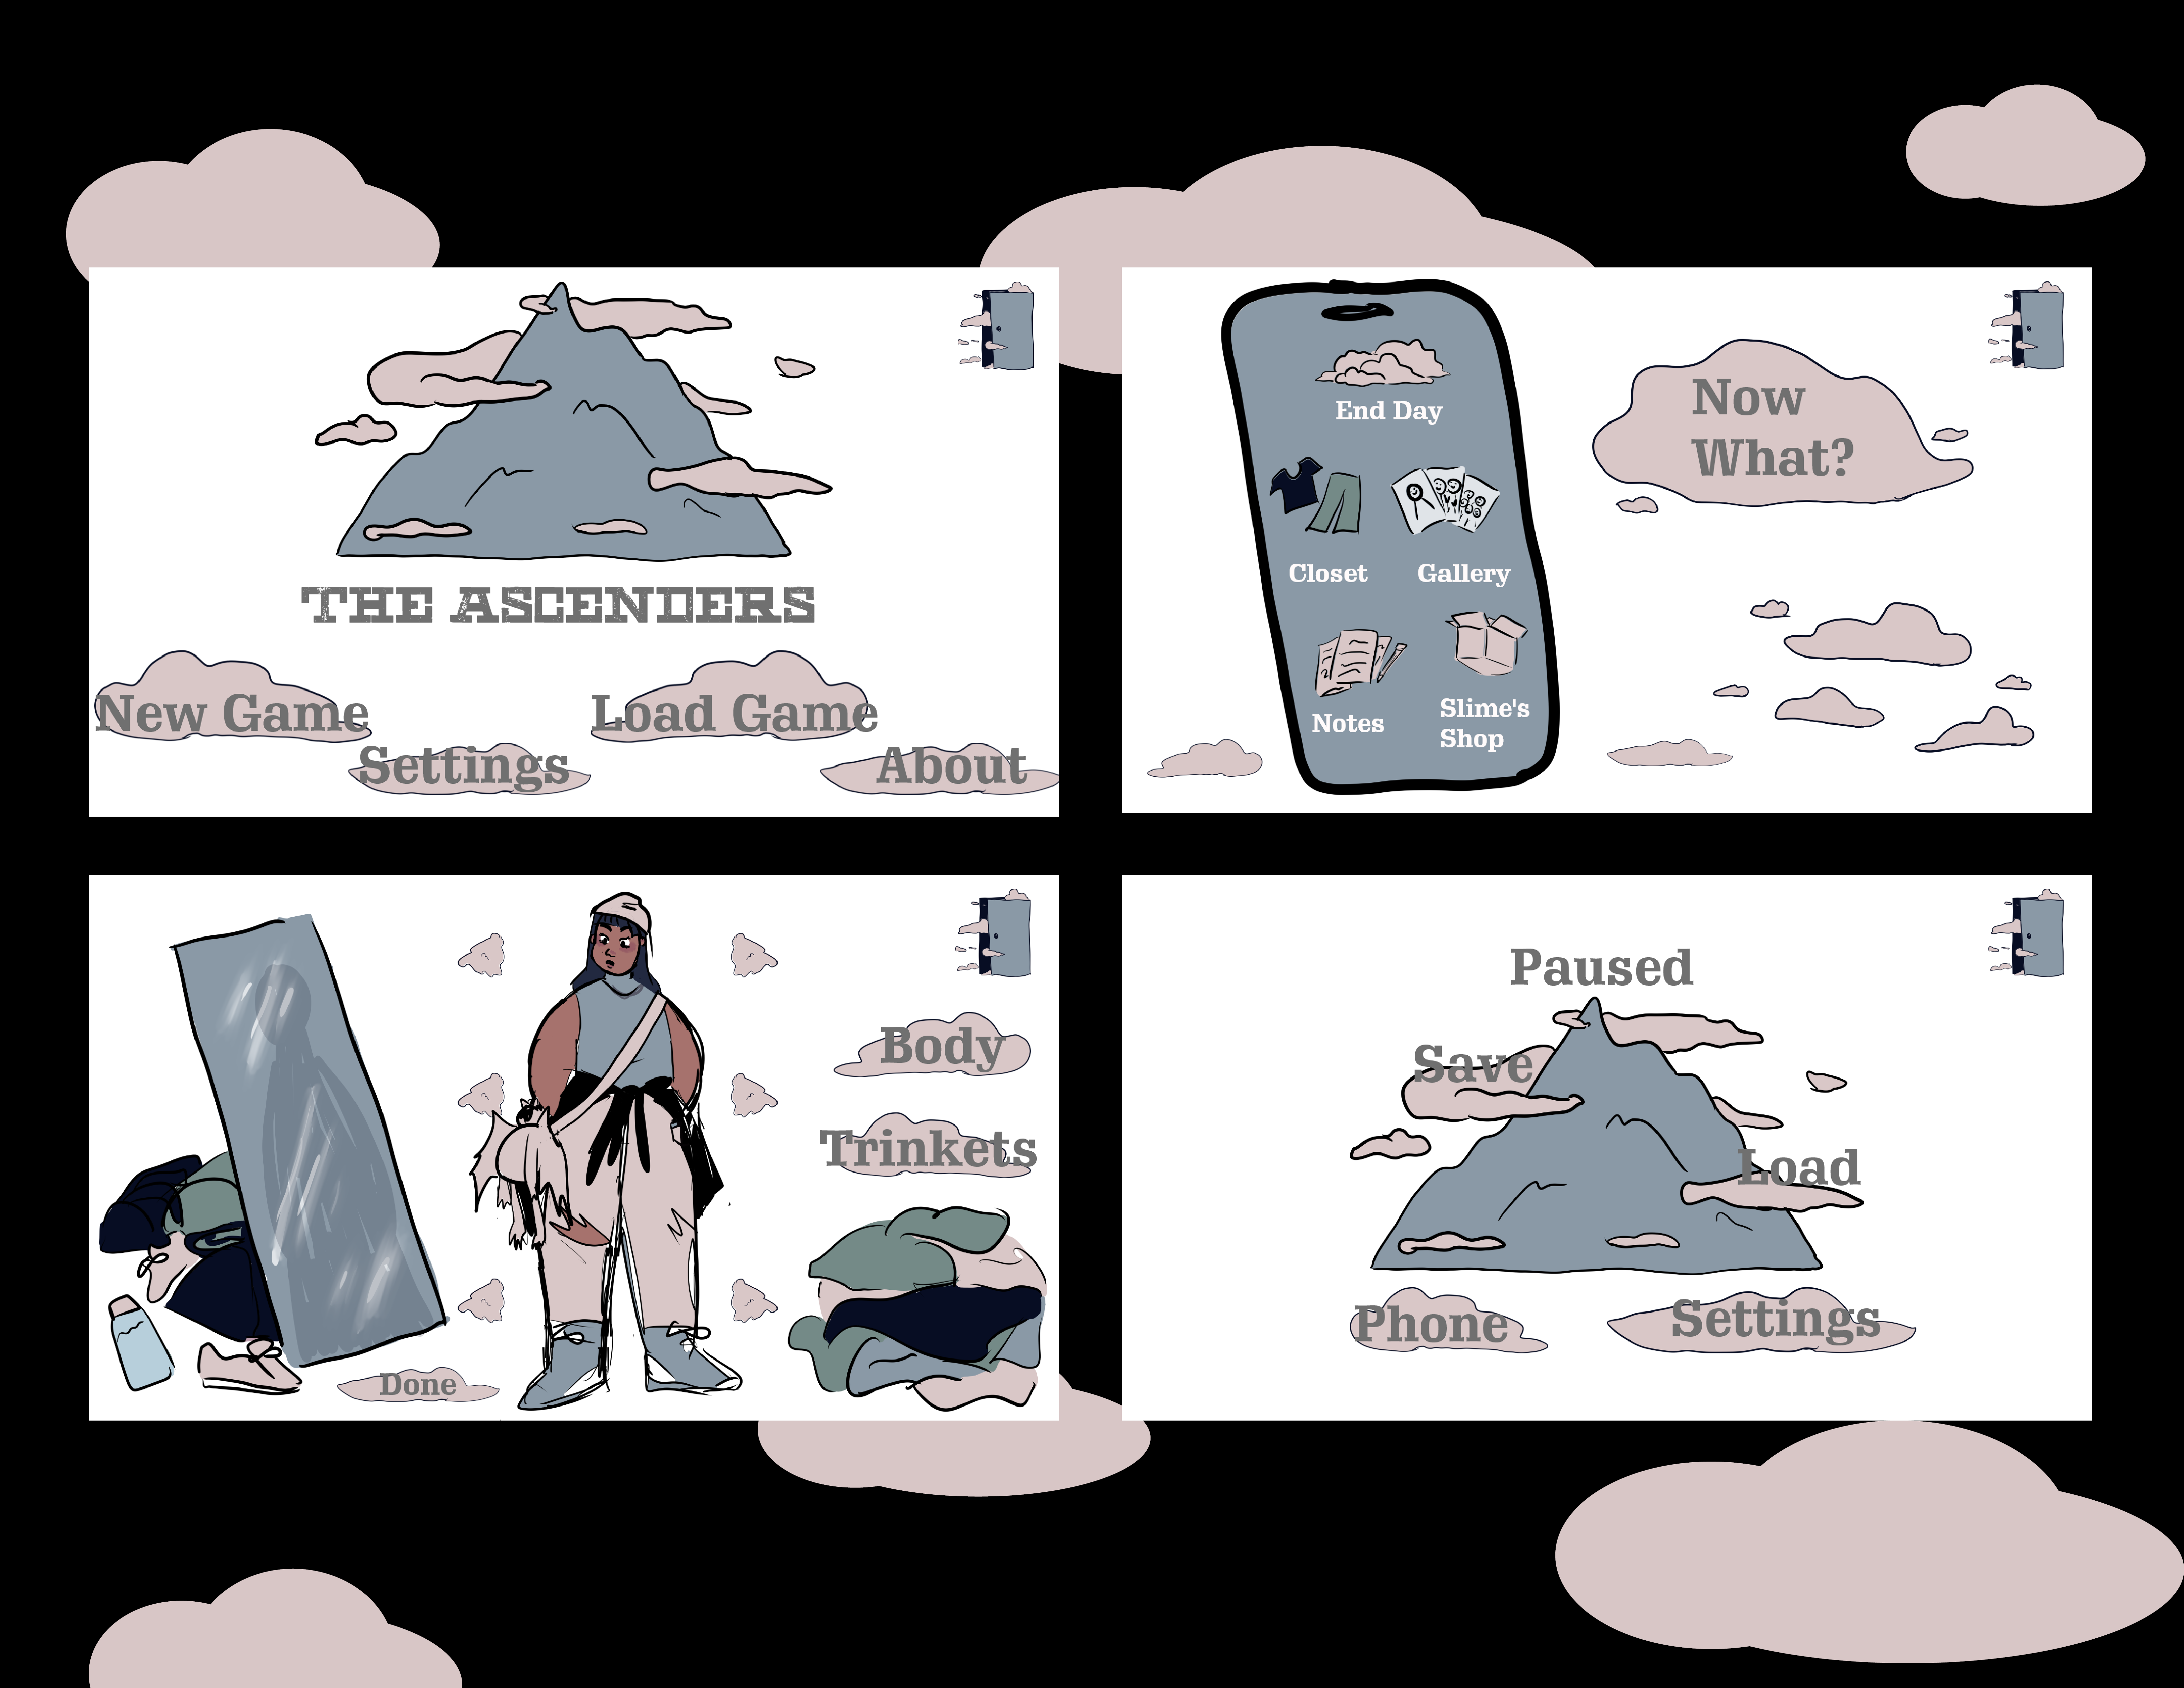 THE ASCENDERS
New Game
Load Game
Settings
About
End Day
Closet
Gallery
Notes
Slime's
Shop
Now
What?
Body
Trinkets
Done
Paused
Save
Load
Phone
Settings